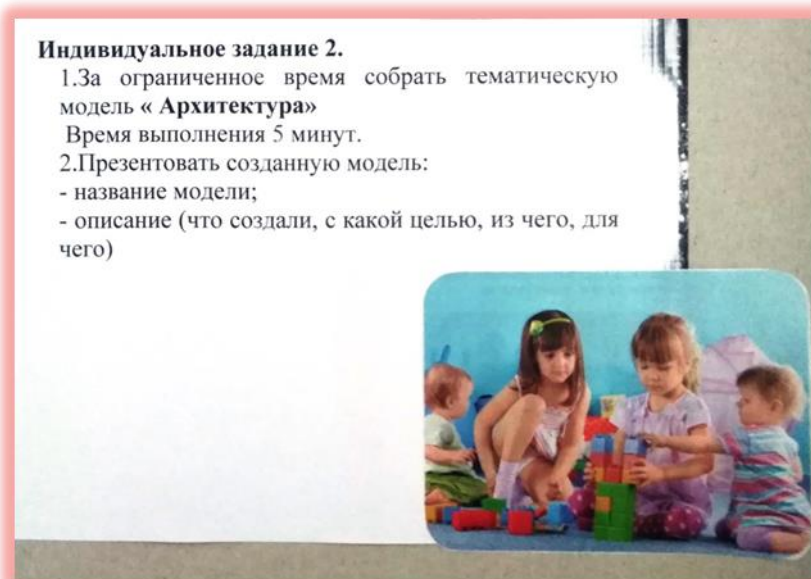 Индивидуальное задание 2.
1.За ограниченное время собрать тематическую
модель « Архитектура»
Время выполнения 5 минут.
2.Презентовать созданную модель:
- название модели;
- описание (что создали, с какой целью, из чего, для
чего)